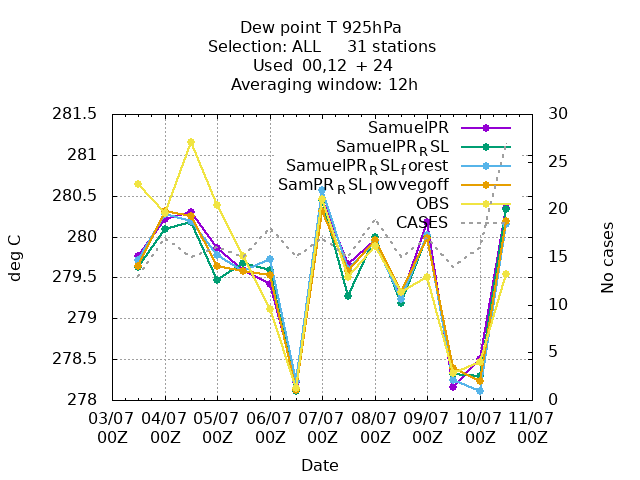 Dew point T 925hPa
Selection: ALL 31 stations
Used 00,12 + 24
Averaging window: 12h
281.5
281
280.5
280
279.5
279
278.5
278
30
25
20
15
10
5
0
SamuelPR
SamuelPR_RSL
SamuelPR_RSL_forest
SamPR_RSL_lowvegoff
OBS
CASES
deg C
No cases
03/07 04/07 05/07 06/07 07/07 08/07 09/07 10/07 11/07
00Z 00Z 00Z 00Z 00Z 00Z 00Z 00Z 00Z
Date